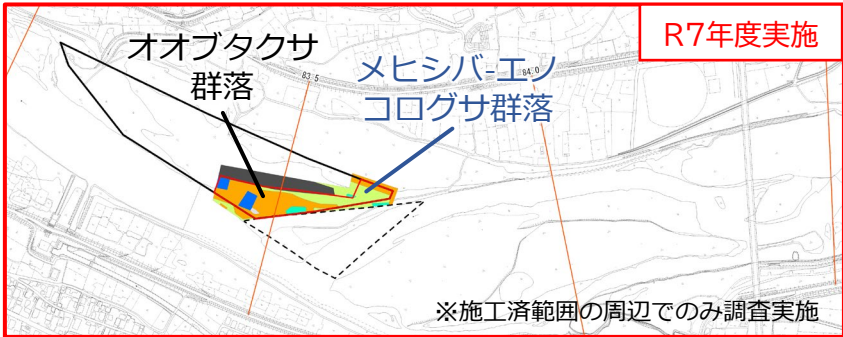 R7年度実施
オオブタクサ
群落
メヒシバ-エノ
コログサ群落
83.5
84.0
※施工済範囲の周辺でのみ調査実施